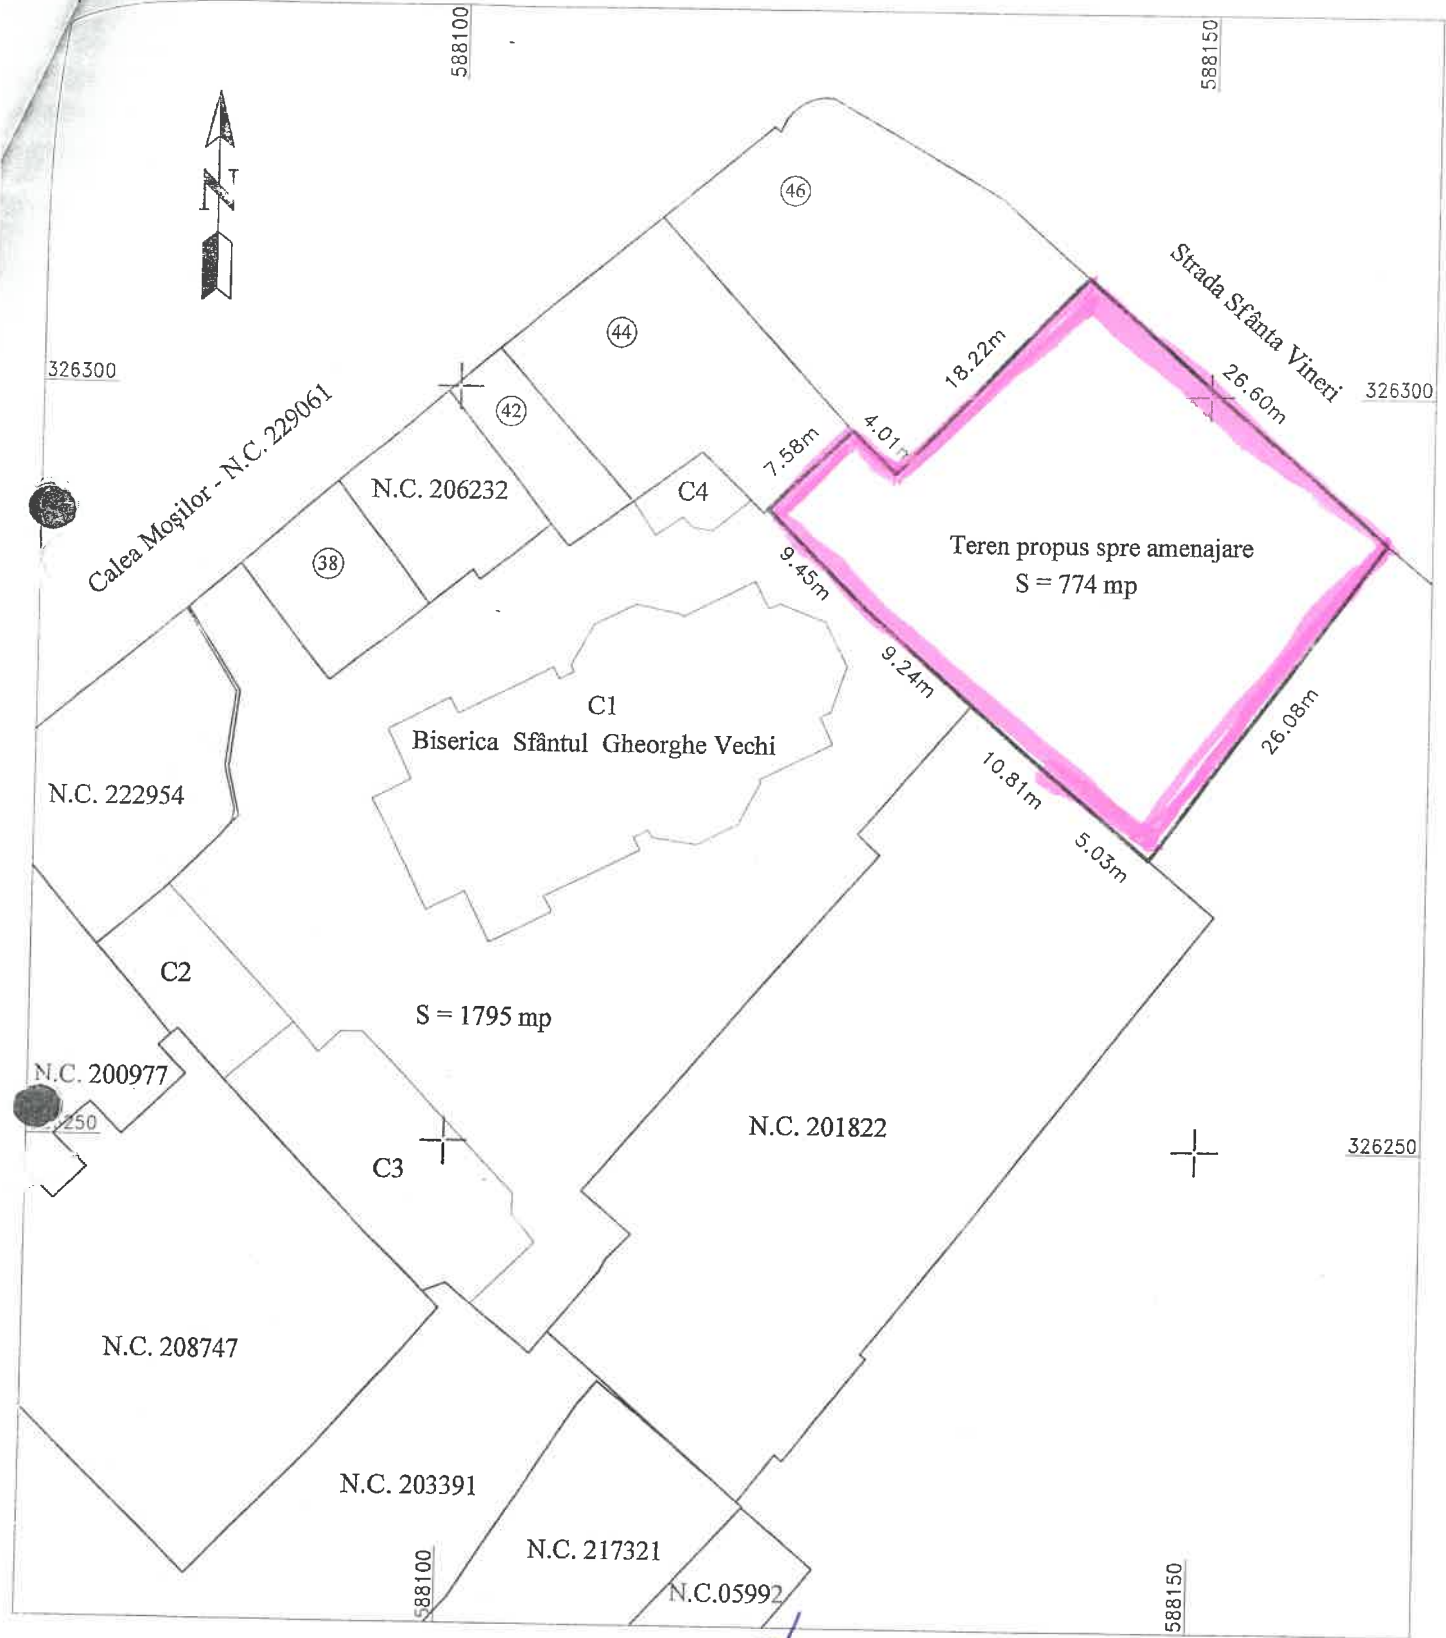 588100
588150
N
T
46
Strada Sfânta Vineri
44
326300
42
18.22m
26.60m
326300
Calea Moşilor - N.C. 229061
4.01m
7.58m
N.C. 206232
C4
38
Teren propus spre amenajare
S = 774 mp
9.45m
9.24m
C1
Biserica Sfântul Gheorghe Vechi
26.08m
N.C. 222954
10.81m
5.03m
C2
S = 1795 mp
N.C. 200977
250
N.C. 201822
326250
C3
N.C. 208747
N.C. 203391
N.C. 217321
N.C.05992
588100
588150